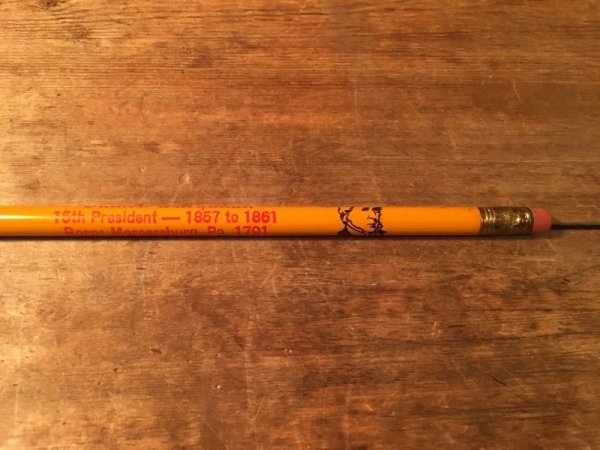 15th President — 1857 to 1861
Born: Mercersburg, Pa. 1791